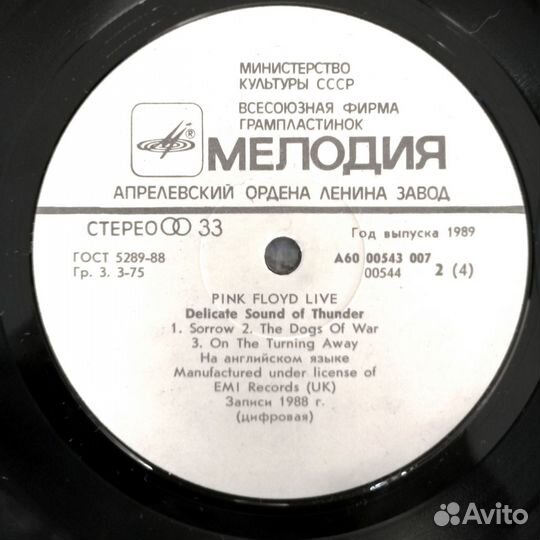 МИНИСТЕРСТВО
КУЛЬТУРЫ СССР
ВСЕСОЮЗНАЯ ФИРМА
ГРАМПЛАСТИНОК
®
МЕЛОДИЯ
АПРЕЛЕВСКИЙ ОРДЕНА ЛЕНИНА ЗАВОД
СТЕРЕО 33
Год выпуска 1989
ГОСТ 5289-88
Гр. 3. 3-75
А60 00543 007
00544 2 (4)
PINK FLOYD LIVE
Delicate Sound of Thunder
1. Sorrow 2. The Dogs Of War
3. On The Turning Away
На английском языке
Manufactured under license of
EMI Records (UK)
Записи 1988 г.
(цифровая)
Avito